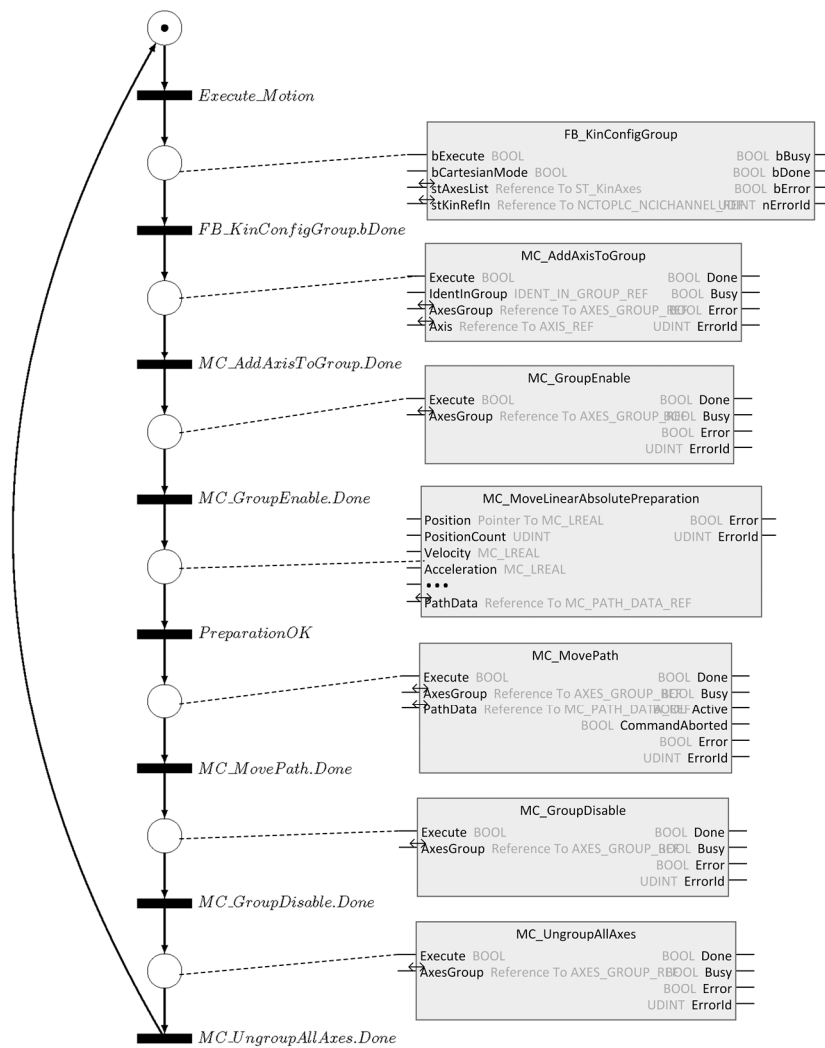 Execute_Motion
FB_KinConfigGroup
bExecute BOOL BOOL bBusy
bCartesianMode BOOL BOOL bDone
stAxesList Reference To ST_KinAxes BOOL bError
stKinRefIn Reference To NCTOPLC_NCICHANNEL_REF UDINT nErrorId
FB_KinConfigGroup.bDone
MC_AddAxisToGroup
Execute BOOL BOOL Done
IdentInGroup IDENT_IN_GROUP_REF BOOL Busy
AxesGroup Reference To AXES_GROUP_REF BOOL Error
Axis Reference To AXIS_REF UDINT ErrorId
MC_AddAxisToGroup.Done
MC_GroupEnable
Execute BOOL BOOL Done
AxesGroup Reference To AXES_GROUP_REF BOOL Busy
BOOL Error
UDINT ErrorId
MC_GroupEnable.Done
MC_MoveLinearAbsolutePreparation
Position Pointer To MC_LREAL BOOL Error
PositionCount UDINT UDINT ErrorId
Velocity MC_LREAL
Acceleration MC_LREAL
•••
PathData Reference To MC_PATH_DATA_REF
PreparationOK
MC_MovePath
Execute BOOL BOOL Done
AxesGroup Reference To AXES_GROUP_REF BOOL Busy
PathData Reference To MC_PATH_DATA_REF BOOL Active
BOOL CommandAborted
BOOL Error
UDINT ErrorId
MC_MovePath.Done
MC_GroupDisable
Execute BOOL BOOL Done
AxesGroup Reference To AXES_GROUP_REF BOOL Busy
BOOL Error
UDINT ErrorId
MC_GroupDisable.Done
MC_UngroupAllAxes
Execute BOOL BOOL Done
AxesGroup Reference To AXES_GROUP_REF BOOL Busy
BOOL Error
UDINT ErrorId
MC_UngroupAllAxes.Done